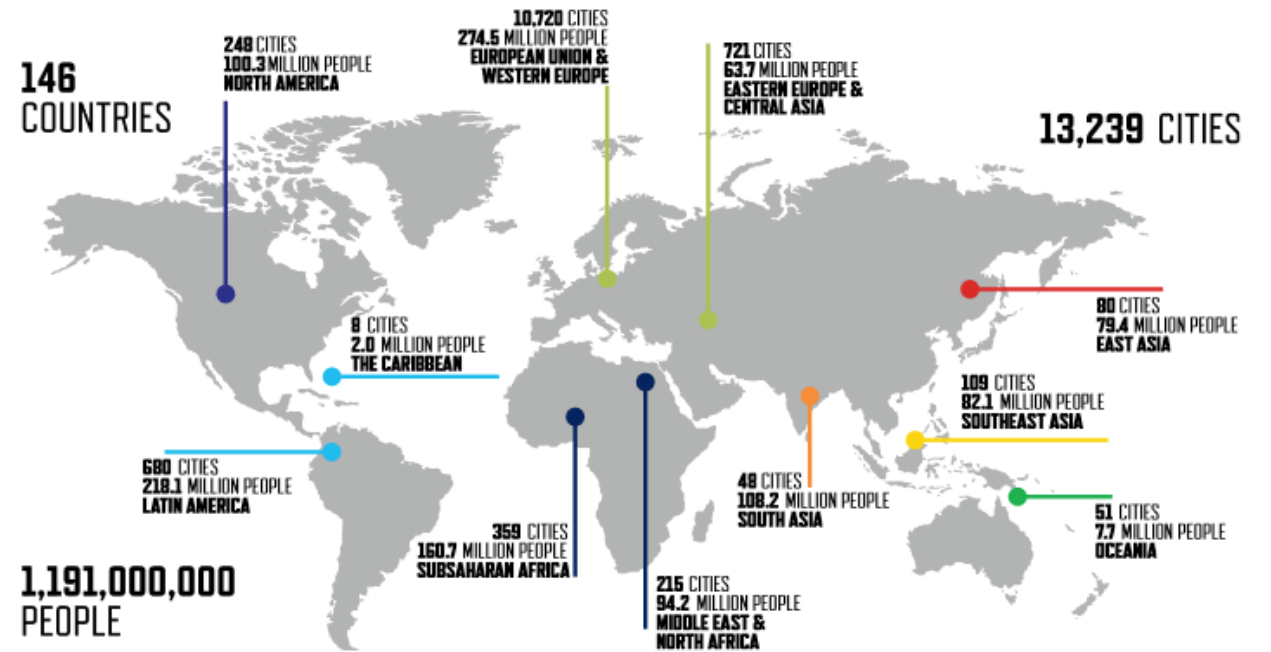 146
COUNTRIES
248 CITIES
100.3 MILLION PEOPLE
NORTH AMERICA
10,720 CITIES
274.5 MILLION PEOPLE
EUROPEAN UNION &
WESTERN EUROPE
721 CITIES
63.7 MILLION PEOPLE
EASTERN EUROPE &
CENTRAL ASIA
13,239 CITIES
8 CITIES
2.0 MILLION PEOPLE
THE CARIBBEAN
80 CITIES
79.4 MILLION PEOPLE
EAST ASIA
109 CITIES
82.1 MILLION PEOPLE
SOUTHEAST ASIA
680 CITIES
218.1 MILLION PEOPLE
LATIN AMERICA
48 CITIES
108.2 MILLION PEOPLE
SOUTH ASIA
51 CITIES
7.7 MILLION PEOPLE
OCEANIA
359 CITIES
160.7 MILLION PEOPLE
SUBSAHARAN AFRICA
215 CITIES
94.2 MILLION PEOPLE
MIDDLE EAST &
NORTH AFRICA
1,191,000,000
PEOPLE